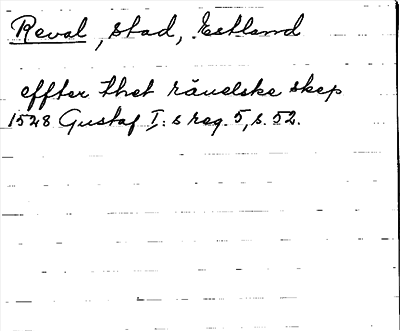 Reval, stad, Estland
effter thet räuelske skep
1528 Gustaf I:s reg. 5, s. 52.